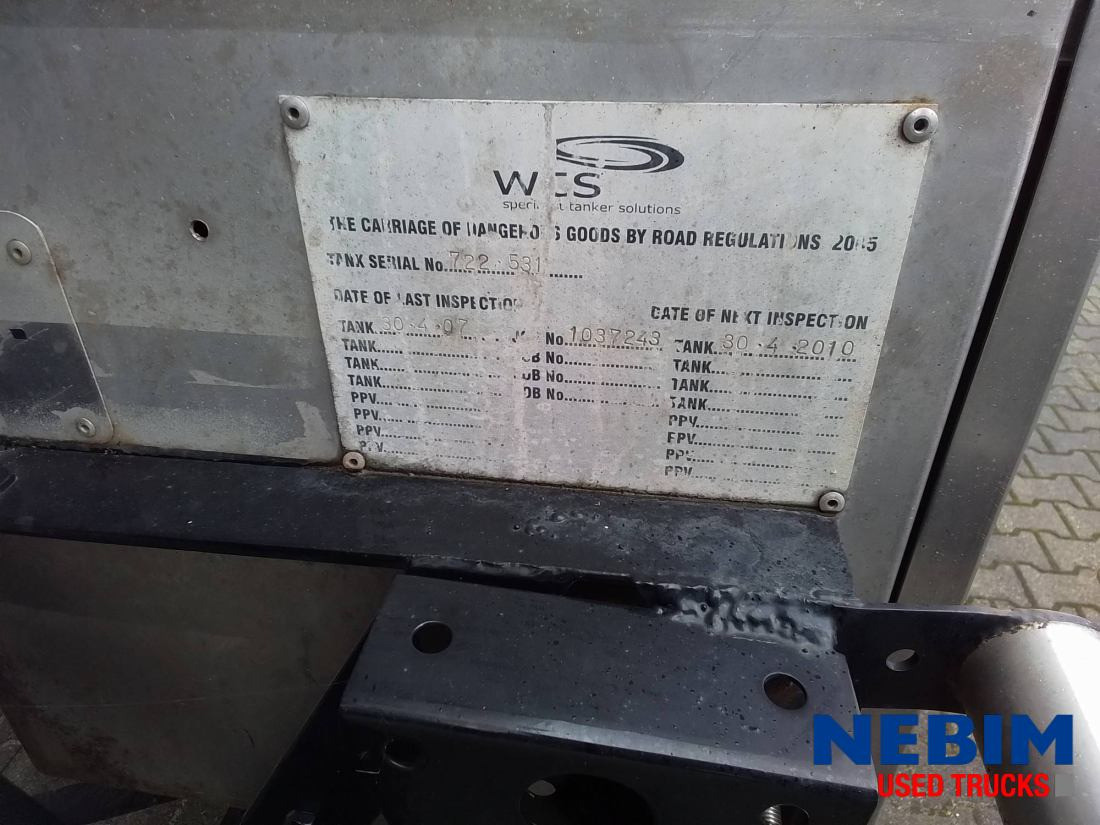 WCS
specialist tanker solutions
THE CARRIAGE OF DANGEROUS GOODS BY ROAD REGULATIONS 2005
TANK SERIAL No. 722 531
DATE OF LAST INSPECTION
DATE OF NEXT INSPECTION
TANK 30-4-07 No. 1037243 TANK 30-4-2010
TANK JOB No. TANK
TANK JOB No. TANK
TANK JOB No. TANK
PPV PPV
PPV PPV
PPV PPV
PPV PPV
NEBIM
USED TRUCKS